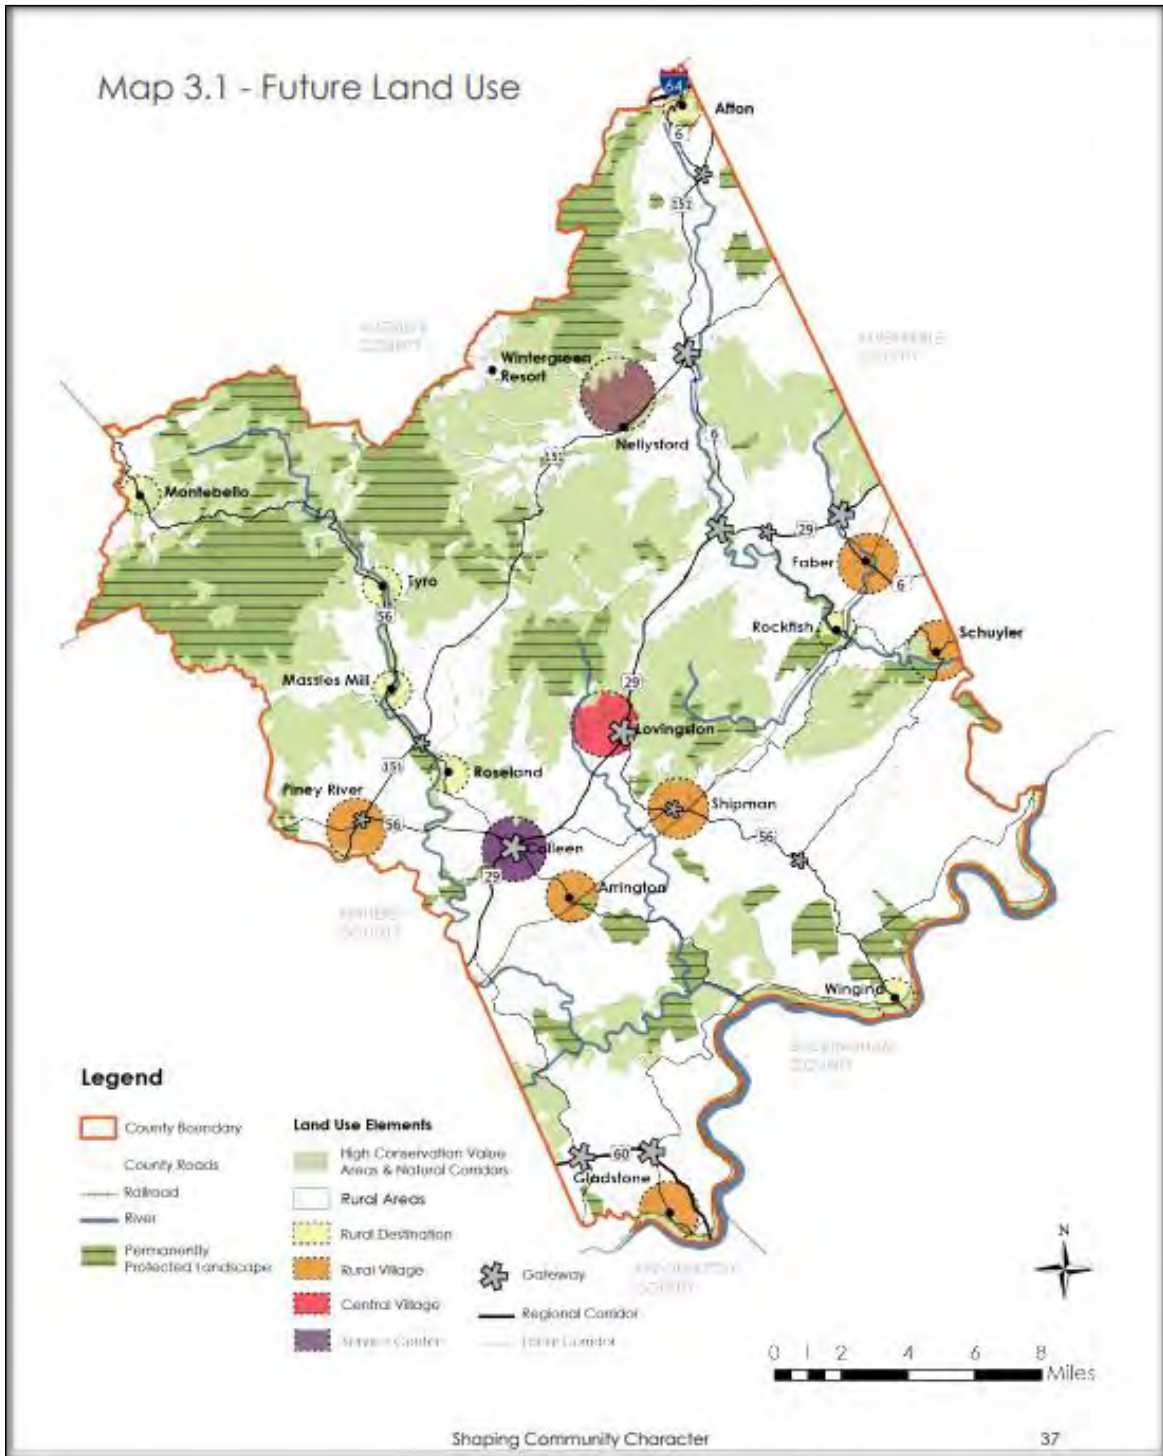 Map 3.1 - Future Land Use
64
Afton
6
151
Wintergreen
Resort
Nellysford
151
6
Montebello
29
Faber
6
Tyro
56
Rockfish
Schuyler
Massies Mill
29
Lovingston
Roseland
151
Piney River
56
Shipman
56
Colleen
29
Arrington
Wingina
BUCKINGHAM
COUNTY
60
Gladstone
Legend
County Boundary
County Roads
Railroad
River
Permanently
Protected Landscape
Land Use Elements
High Conservation Value
Areas & Natural Corridors
Rural Areas
Rural Destination
Rural Village
Central Village
Service Center
Gateway
Regional Corridor
N
0 1 2 4 6 8
Miles
Shaping Community Character
37